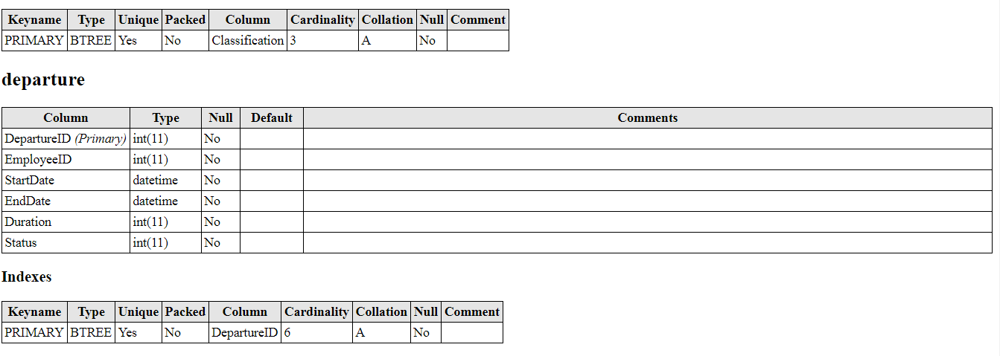 Keyname Type Unique Packed Column Cardinality Collation Null Comment
PRIMARY BTREE Yes No Classification 3 A No
departure
Column Type Null Default Comments
DepartureID (Primary) int(11) No
EmployeeID int(11) No
StartDate datetime No
EndDate datetime No
Duration int(11) No
Status int(11) No
Indexes
Keyname Type Unique Packed Column Cardinality Collation Null Comment
PRIMARY BTREE Yes No DepartureID 6 A No